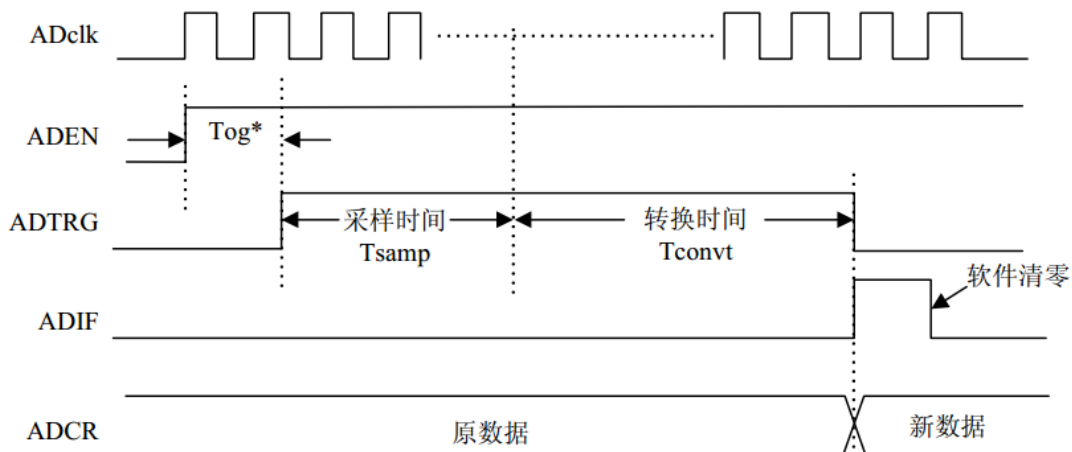 ADclk
ADEN
Tog*
ADTRG
采样时间
Tsamp
转换时间
Tconvt
ADIF
软件清零
ADCR
原数据
新数据